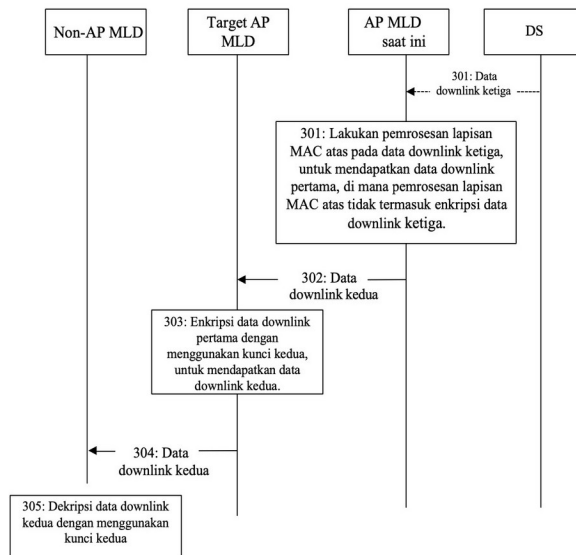 Non-AP MLD
Target AP
MLD
AP MLD
saat ini
DS
301: Data
downlink ketiga
301: Lakukan pemrosesan lapisan
MAC atas pada data downlink ketiga,
untuk mendapatkan data downlink
pertama, di mana pemrosesan lapisan
MAC atas tidak termasuk enkripsi data
downlink ketiga.
302: Data
downlink kedua
303: Enkripsi data downlink
pertama dengan
menggunakan kunci kedua,
untuk mendapatkan data
downlink kedua.
304: Data
downlink kedua
305: Dekripsi data downlink
kedua dengan menggunakan
kunci kedua